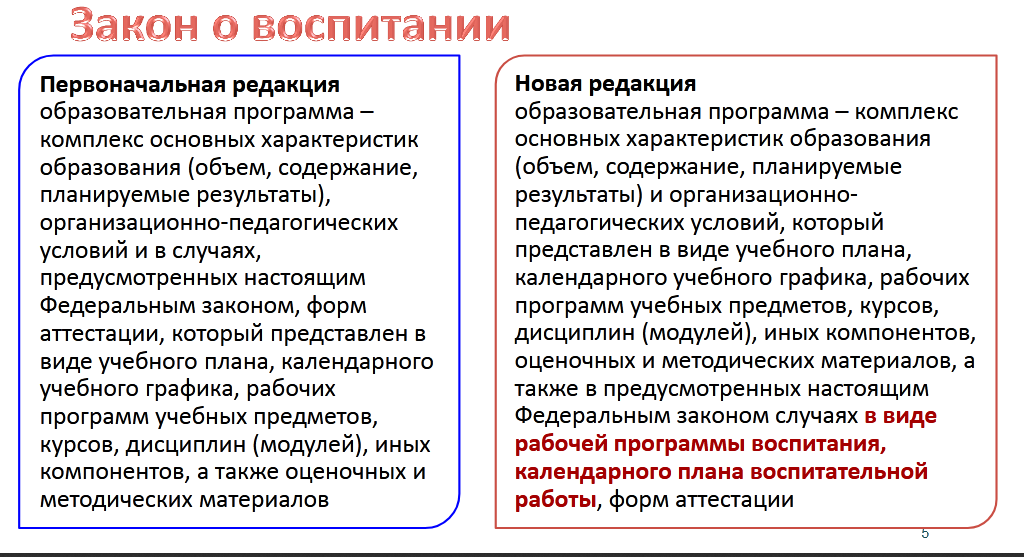 Закон о воспитании
Первоначальная редакция
образовательная программа –
комплекс основных характеристик
образования (объем, содержание,
планируемые результаты),
организационно-педагогических
условий и в случаях,
предусмотренных настоящим
Федеральным законом, форм
аттестации, который представлен в
виде учебного плана, календарного
учебного графика, рабочих
программ учебных предметов,
курсов, дисциплин (модулей), иных
компонентов, а также оценочных и
методических материалов
Новая редакция
образовательная программа – комплекс
основных характеристик образования
(объем, содержание, планируемые
результаты) и организационно-
педагогических условий, который
представлен в виде учебного плана,
календарного учебного графика, рабочих
программ учебных предметов, курсов,
дисциплин (модулей), иных компонентов,
оценочных и методических материалов, а
также в предусмотренных настоящим
Федеральным законом случаях в виде
рабочей программы воспитания,
календарного плана воспитательной
работы, форм аттестации
5